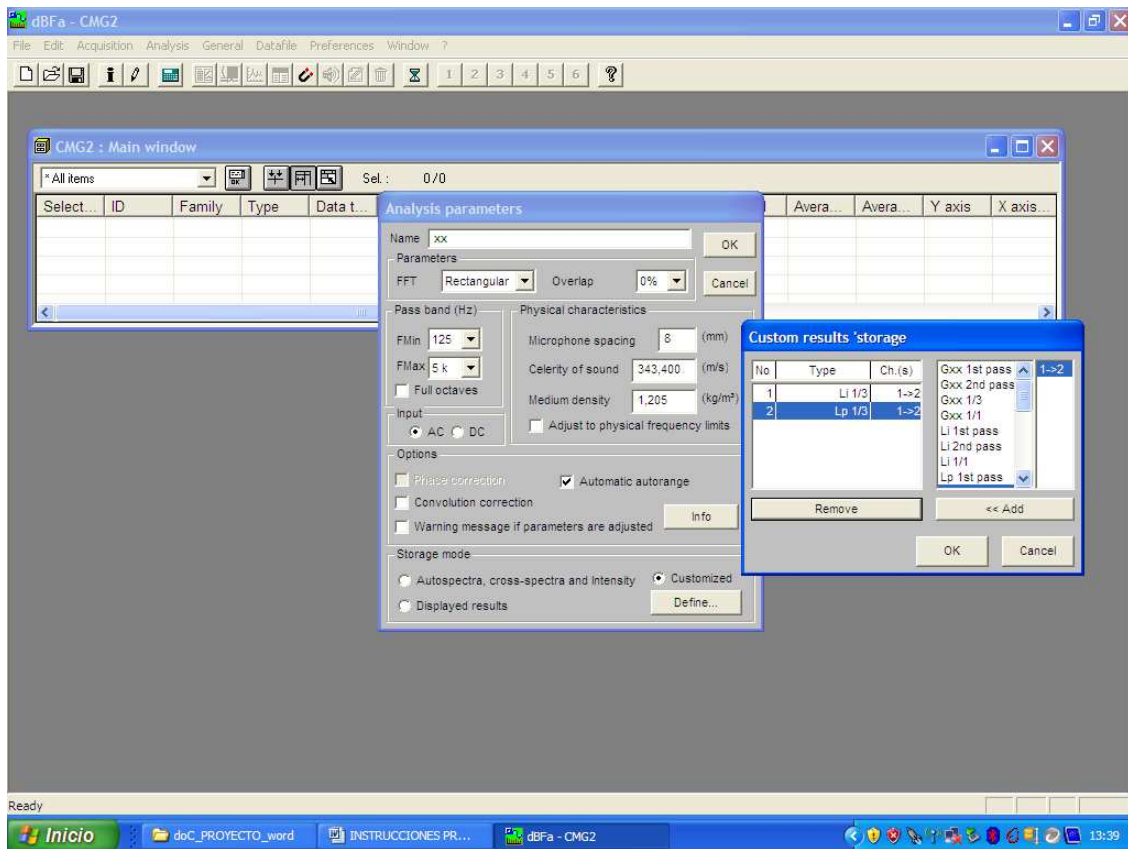 dBFa - CMG2
File Edit Acquisition Analysis General Datafile Preferences Window ?
1 2 3 4 5 6
CMG2 : Main window
* All items
Sel.: 0/0
Select... ID Family Type Data t... Avera... Avera... Y axis X axis...
Analysis parameters
Name xx
OK
Parameters
FFT Rectangular Overlap 0%
Cancel
Pass band (Hz)
FMin 125
FMax 5 k
Full octaves
Physical characteristics
Microphone spacing 8 (mm)
Celerity of sound 343,400 (m/s)
Medium density 1,205 (kg/m³)
Adjust to physical frequency limits
Input
AC DC
Options
Phase correction Automatic autorange
Convolution correction
Warning message if parameters are adjusted
Info
Storage mode
Autospectra, cross-spectra and Intensity Customized
Displayed results Define...
Custom results 'storage
No Type Ch.(s)
1 Li 1/3 1->2
2 Lp 1/3 1->2
Gxx 1st pass
Gxx 2nd pass
Gxx 1/3
Gxx 1/1
Li 1st pass
Li 2nd pass
Li 1/1
Lp 1st pass
1->2
Remove << Add
OK Cancel
Ready
Inicio doC_PROYECTO_word INSTRUCCIONES PR... dBFa - CMG2 13:39